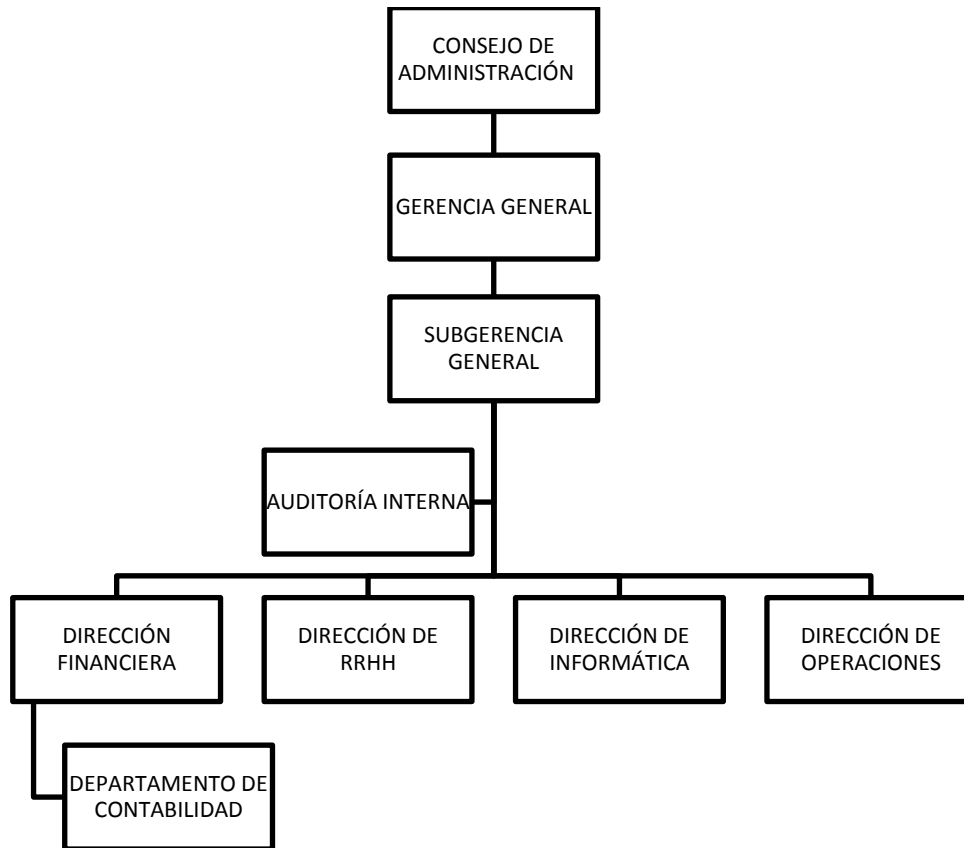 CONSEJO DE
ADMINISTRACIÓN
GERENCIA GENERAL
SUBGERENCIA
GENERAL
AUDITORÍA INTERNA
DIRECCIÓN
FINANCIERA
DIRECCIÓN DE
RRHH
DIRECCIÓN DE
INFORMÁTICA
DIRECCIÓN DE
OPERACIONES
DEPARTAMENTO DE
CONTABILIDAD